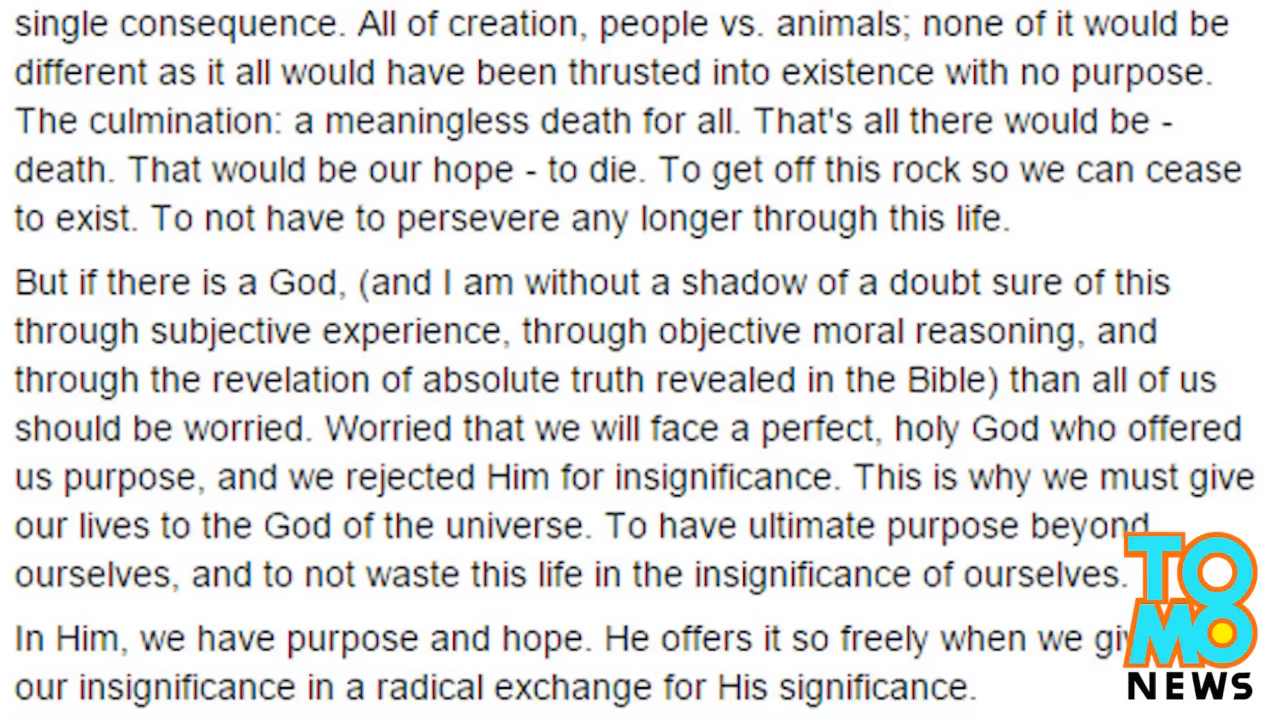 single consequence. All of creation, people vs. animals; none of it would be
different as it all would have been thrusted into existence with no purpose.
The culmination: a meaningless death for all. That's all there would be -
death. That would be our hope - to die. To get off this rock so we can cease
to exist. To not have to persevere any longer through this life.
But if there is a God, (and I am without a shadow of a doubt sure of this
through subjective experience, through objective moral reasoning, and
through the revelation of absolute truth revealed in the Bible) than all of us
should be worried. Worried that we will face a perfect, holy God who offered
us purpose, and we rejected Him for insignificance. This is why we must give
our lives to the God of the universe. To have ultimate purpose beyond
ourselves, and to not waste this life in the insignificance of ourselves.
In Him, we have purpose and hope. He offers it so freely when we
our insignificance in a radical exchange for His significance.
TOMO
NEWS